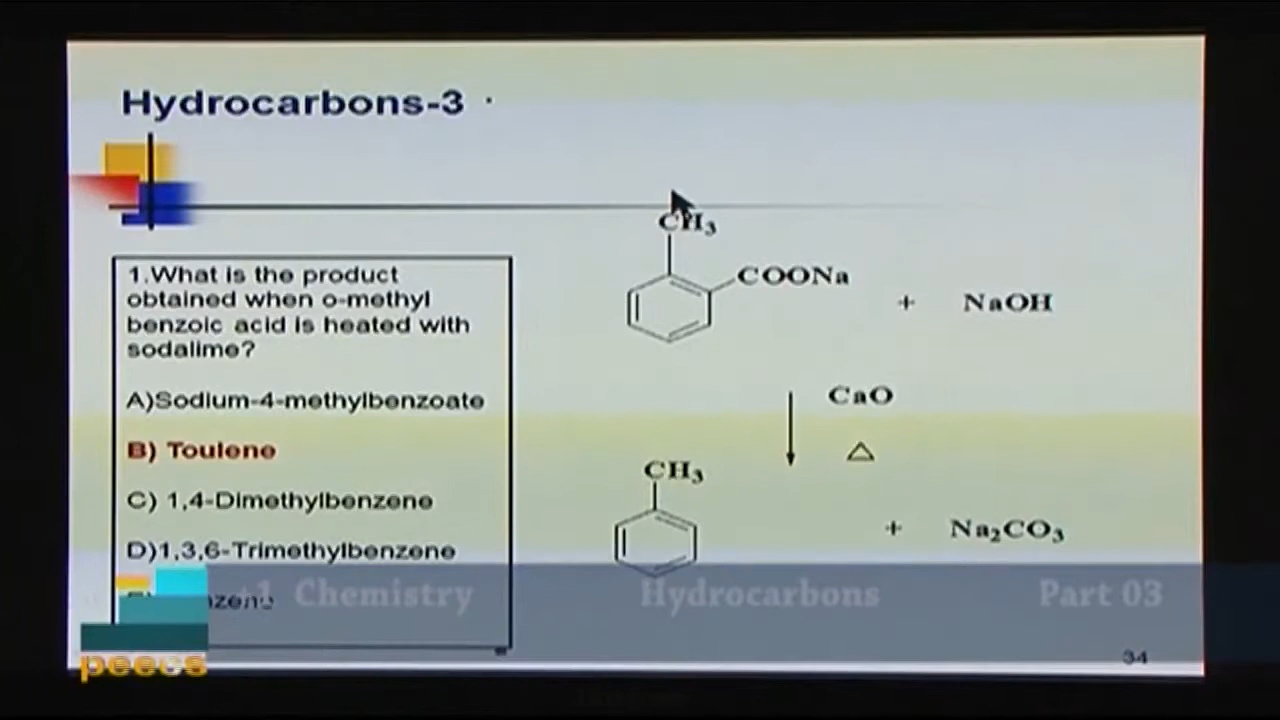 Hydrocarbons-3
1.What is the product
obtained when o-methyl
benzoic acid is heated with
sodalime?
A)Sodium-4-methylbenzoate
B) Toulene
C) 1,4-Dimethylbenzene
D)1,3,6-Trimethylbenzene
CH₃
COONa
+ NaOH
CaO
△
CH₃
+ Na₂CO₃
Chemistry Hydrocarbons Part 03
peecs
34